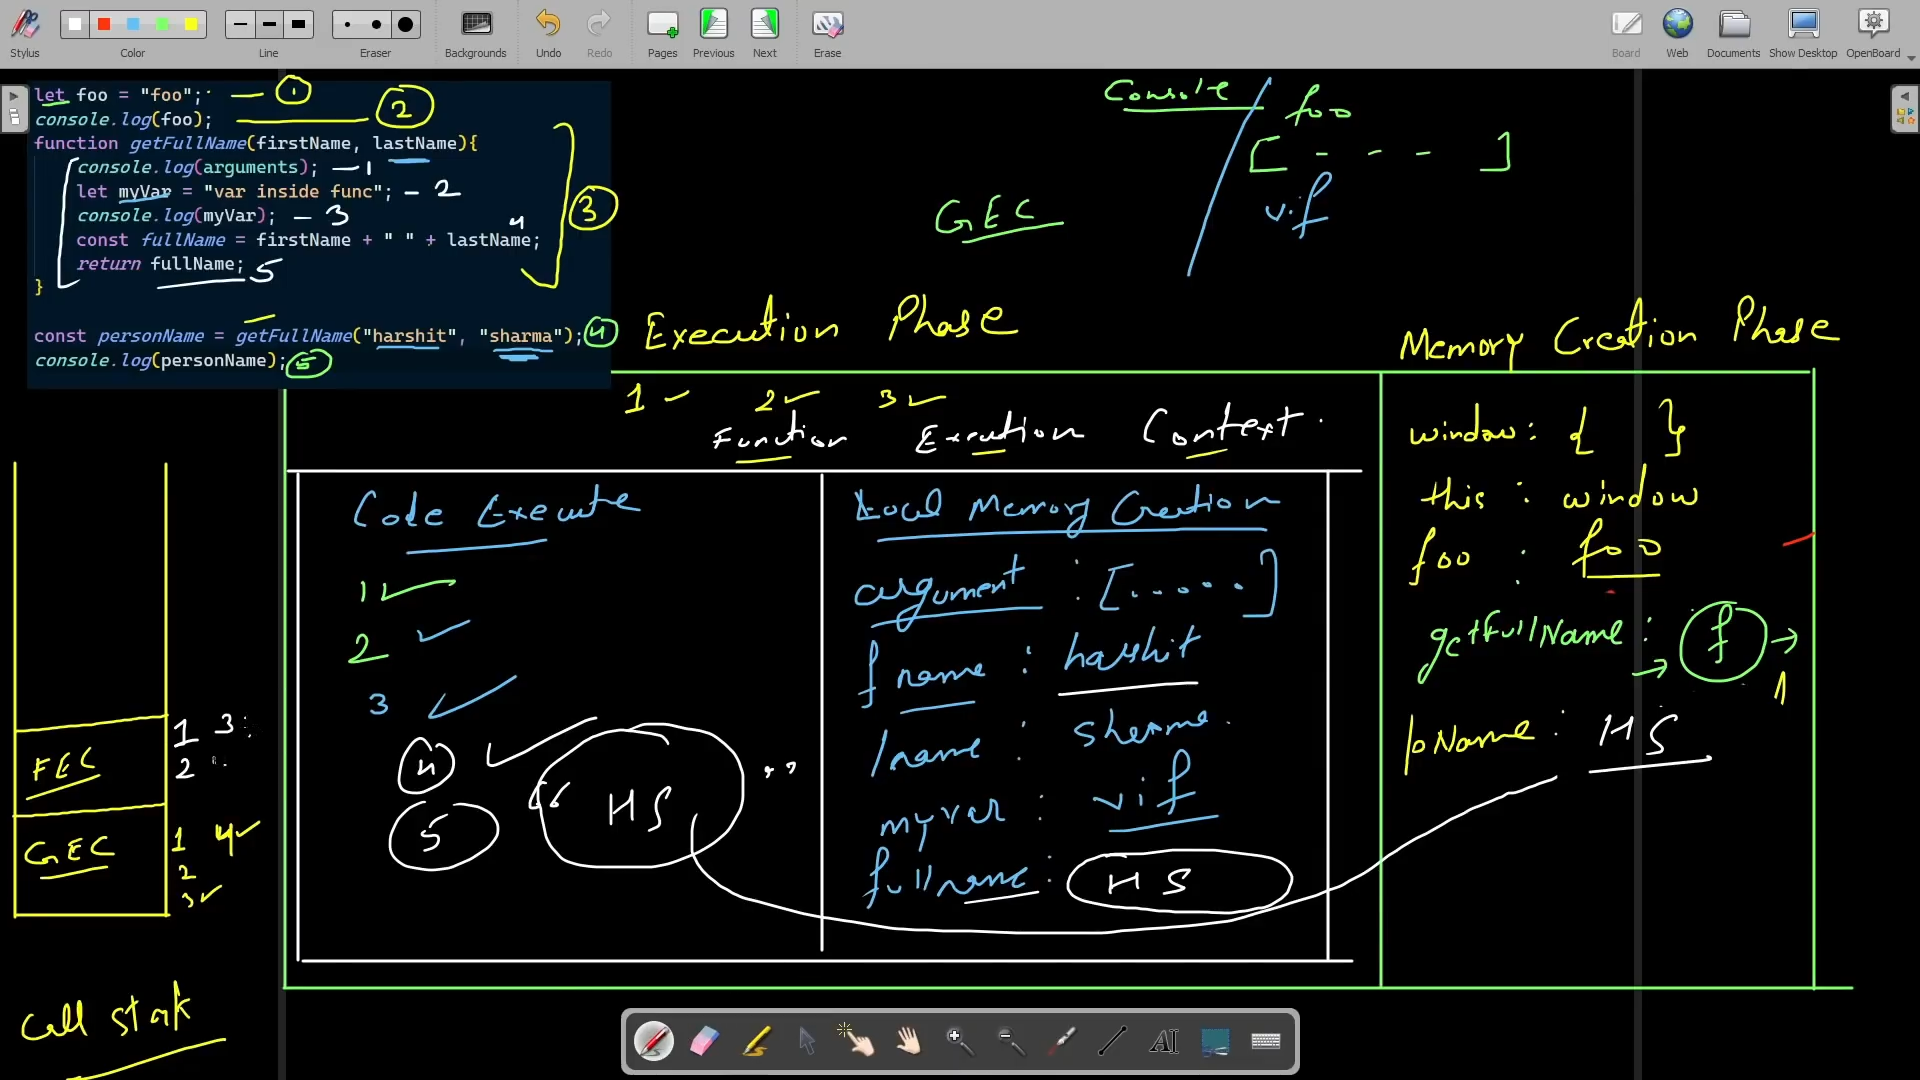 Stylus
Color
Line
Eraser
Backgrounds
Undo
Redo
Pages
Previous
Next
Erase
Board
Web
Documents
Show Desktop
OpenBoard
let foo = "foo"; 1
console.log(foo); 2
function getFullName(firstName, lastName){
console.log(arguments); - 1
let myVar = "var inside func"; - 2
console.log(myVar); - 3
const fullName = firstName + " " + lastName; 4
return fullName; 5
}
3
const personName = getFullName("harshit", "sharma"); 4
console.log(personName); 5
Console
foo
[ - - - ]
v.f
GEC
Execution Phase
Memory Creation Phase
1 2 3
Function Execution Context.
Code Execute
1
2
3
4
5
"HS"
Local Memory Creation
argument : [......]
fname : harshit
lname : sharma.
myvar : vif
fullname : HS
window: { }
this : window
foo : foo
getFullName : f
1
pName : HS
FEC 1 3:
2
GEC 1 4
2
3
Call stak
AI